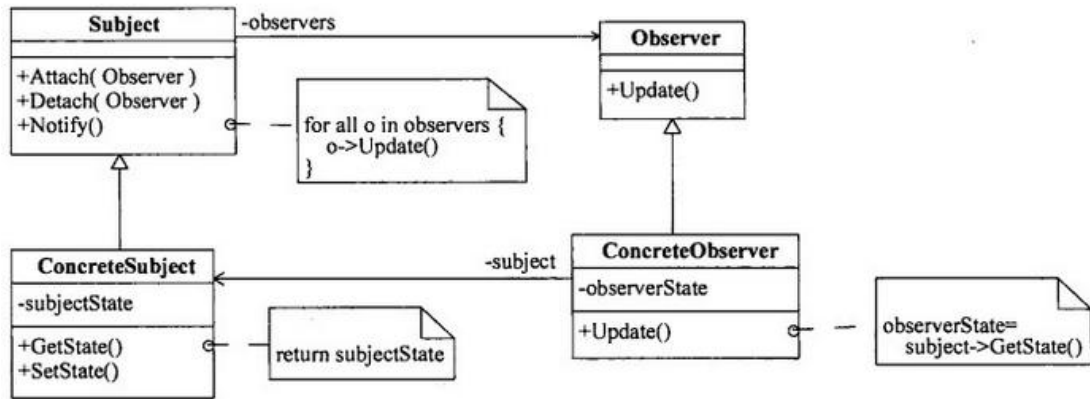 Subject
-observers
Observer
+Attach( Observer )
+Detach( Observer )
+Notify()
+Update()
for all o in observers {
o->Update()
}
ConcreteSubject
-subject
ConcreteObserver
-subjectState
-observerState
+GetState()
+SetState()
return subjectState
+Update()
observerState=
subject->GetState()